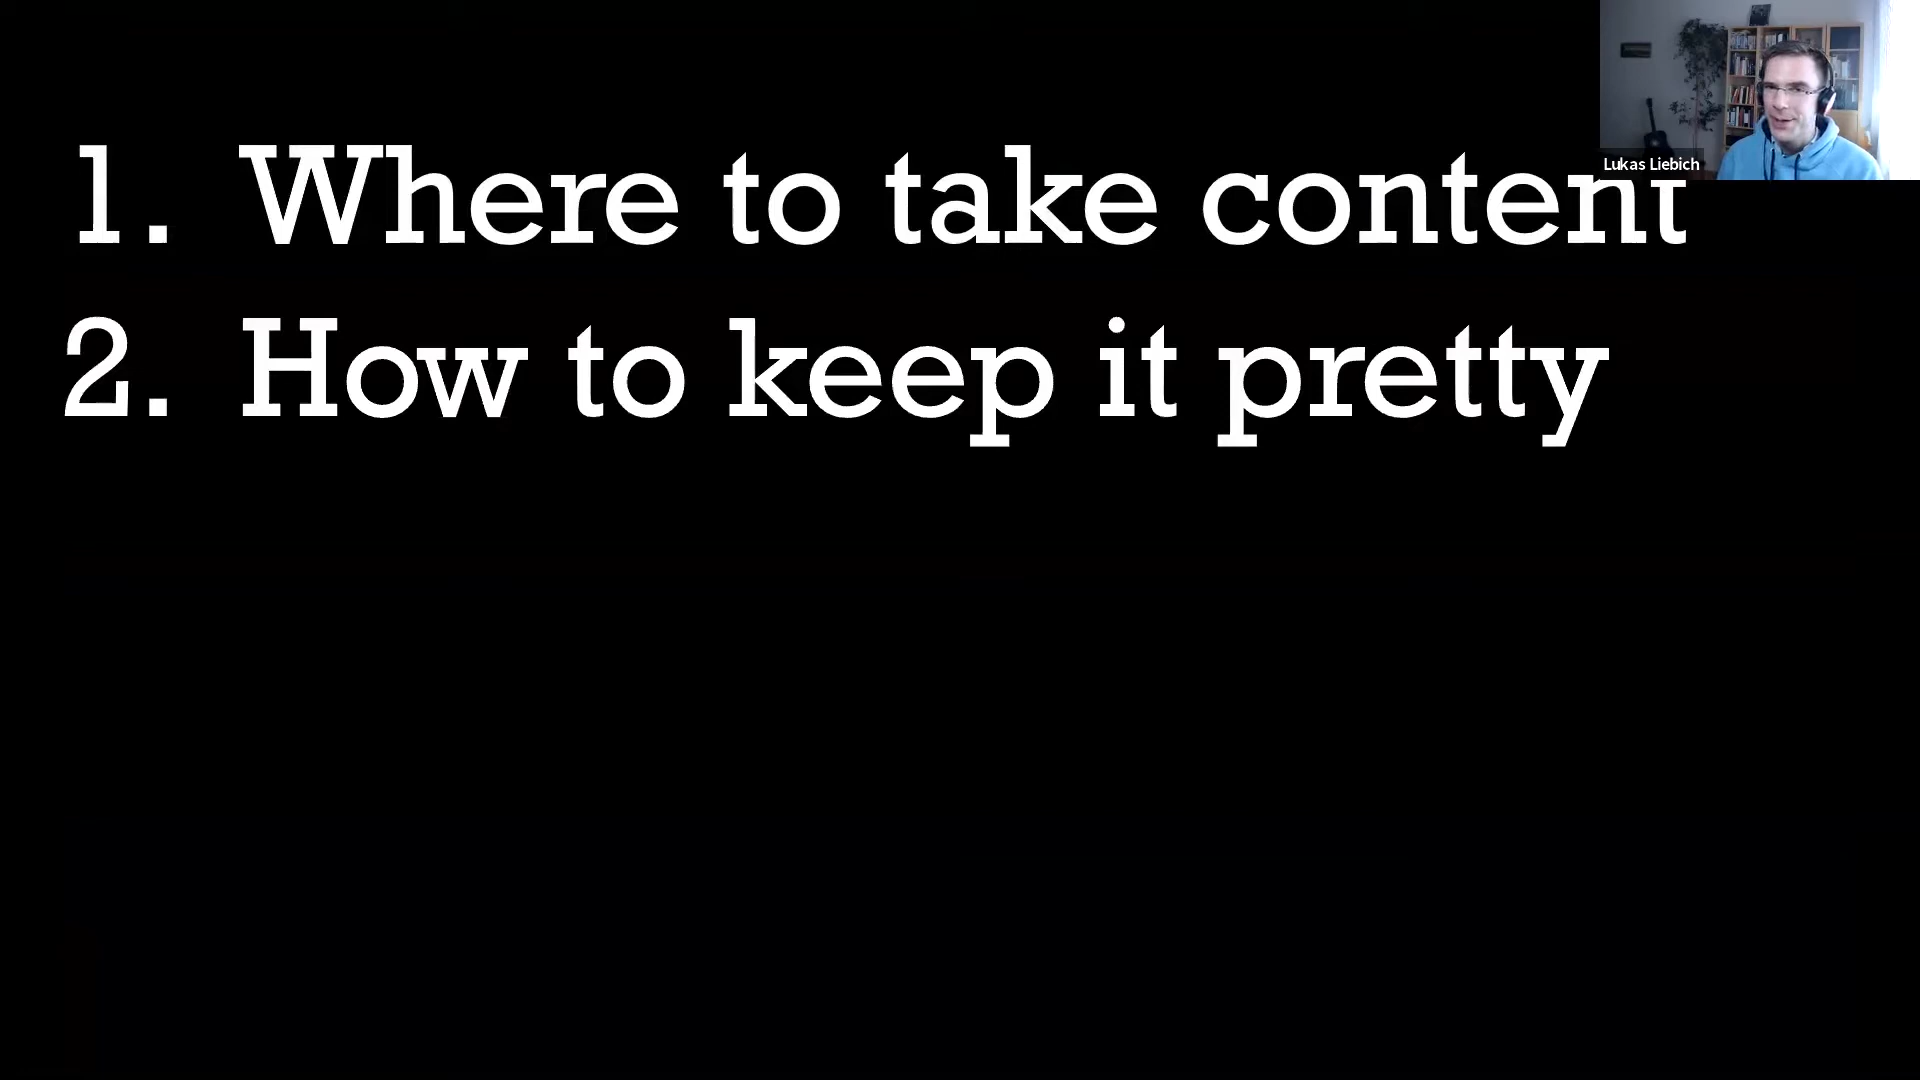 1. Where to take content
2. How to keep it pretty
Lukas Liebich